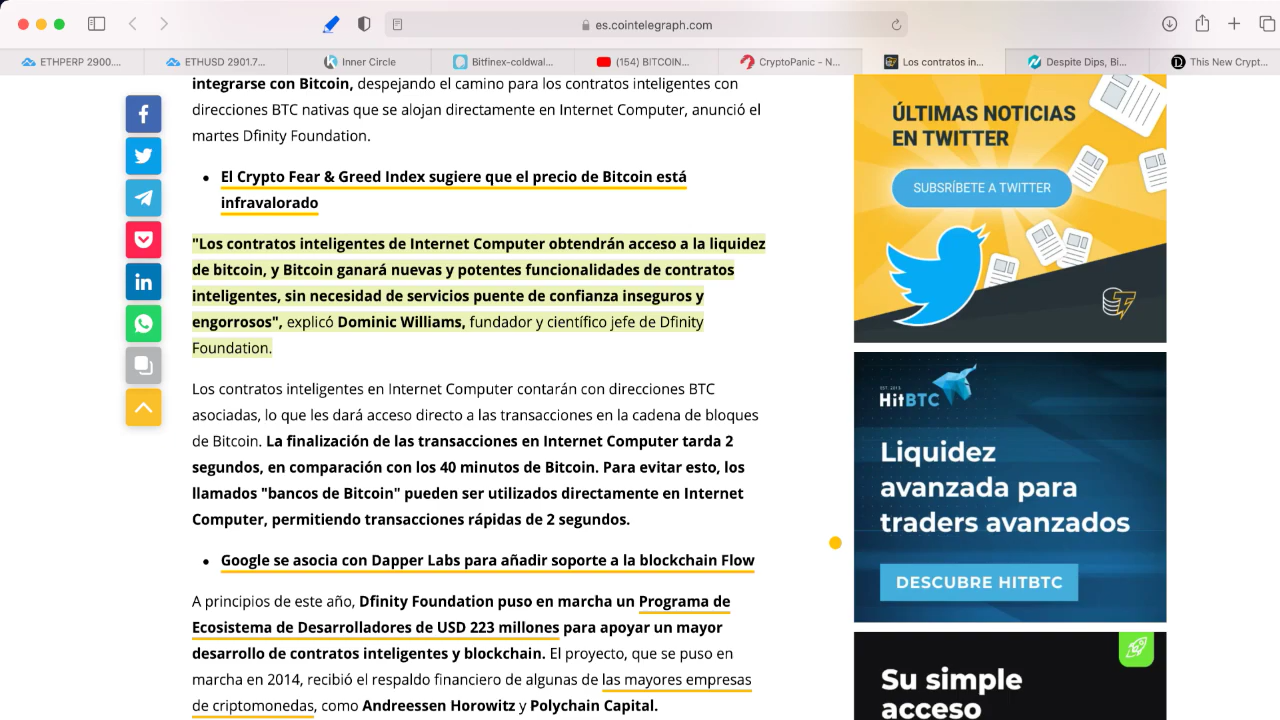 es.cointelegraph.com
ETHPERP 2900....
ETHUSD 2901.7...
Inner Circle
Bitfinex-coldwal...
(154) BITCOIN...
CryptoPanic - N...
Los contratos in...
Despite Dips, Bi...
This New Crypt...
integrarse con Bitcoin, despejando el camino para los contratos inteligentes con
direcciones BTC nativas que se alojan directamente en Internet Computer, anunció el
martes Dfinity Foundation.
El Crypto Fear & Greed Index sugiere que el precio de Bitcoin está
infravalorado
"Los contratos inteligentes de Internet Computer obtendrán acceso a la liquidez
de bitcoin, y Bitcoin ganará nuevas y potentes funcionalidades de contratos
inteligentes, sin necesidad de servicios puente de confianza inseguros y
engorrosos", explicó Dominic Williams, fundador y científico jefe de Dfinity
Foundation.
Los contratos inteligentes en Internet Computer contarán con direcciones BTC
asociadas, lo que les dará acceso directo a las transacciones en la cadena de bloques
de Bitcoin. La finalización de las transacciones en Internet Computer tarda 2
segundos, en comparación con los 40 minutos de Bitcoin. Para evitar esto, los
llamados "bancos de Bitcoin" pueden ser utilizados directamente en Internet
Computer, permitiendo transacciones rápidas de 2 segundos.
Google se asocia con Dapper Labs para añadir soporte a la blockchain Flow
A principios de este año, Dfinity Foundation puso en marcha un Programa de
Ecosistema de Desarrolladores de USD 223 millones para apoyar un mayor
desarrollo de contratos inteligentes y blockchain. El proyecto, que se puso en
marcha en 2014, recibió el respaldo financiero de algunas de las mayores empresas
de criptomonedas, como Andreessen Horowitz y Polychain Capital.
ÚLTIMAS NOTICIAS
EN TWITTER
SUBSRÍBETE A TWITTER
EST. 2013
HitBTC
Liquidez
avanzada para
traders avanzados
DESCUBRE HITBTC
Su simple
acceso